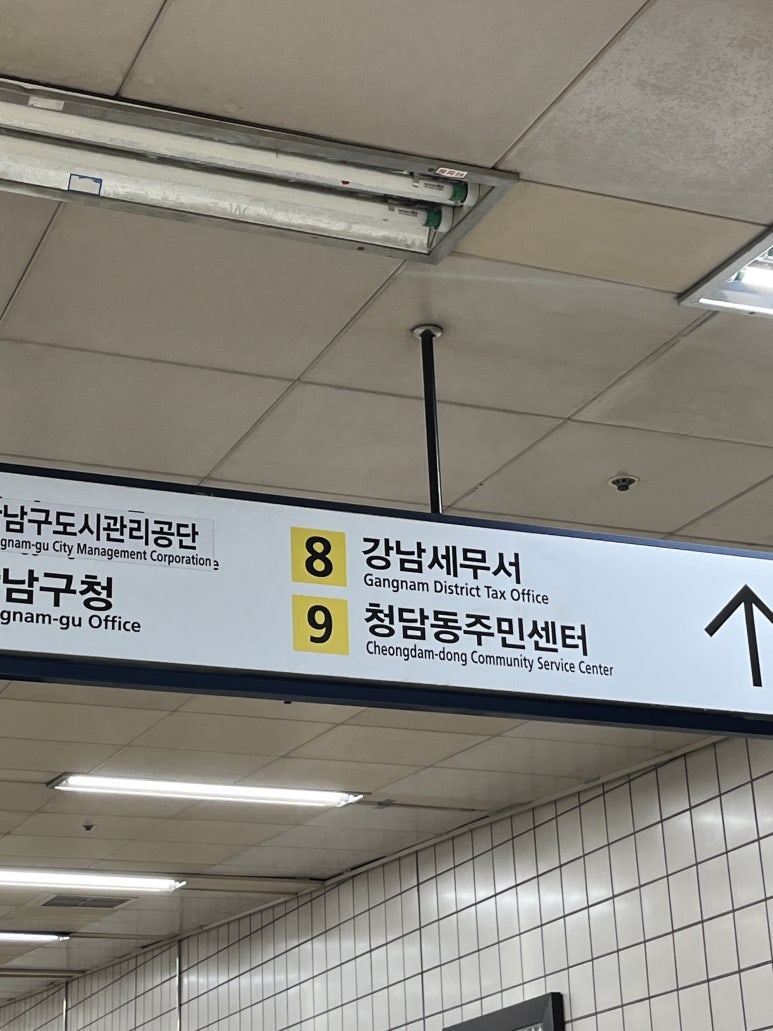 남구도시관리공단
gnam-gu City Management Corporation
남구청
gnam-gu Office
8 강남세무서
Gangnam District Tax Office
9 청담동주민센터
Cheongdam-dong Community Service Center